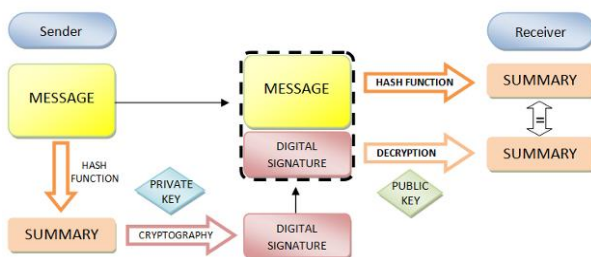 Sender
Receiver
MESSAGE
MESSAGE
HASH FUNCTION
SUMMARY
=
DIGITAL
SIGNATURE
DECRYPTION
SUMMARY
HASH
FUNCTION
PRIVATE
KEY
PUBLIC
KEY
SUMMARY
CRYPTOGRAPHY
DIGITAL
SIGNATURE